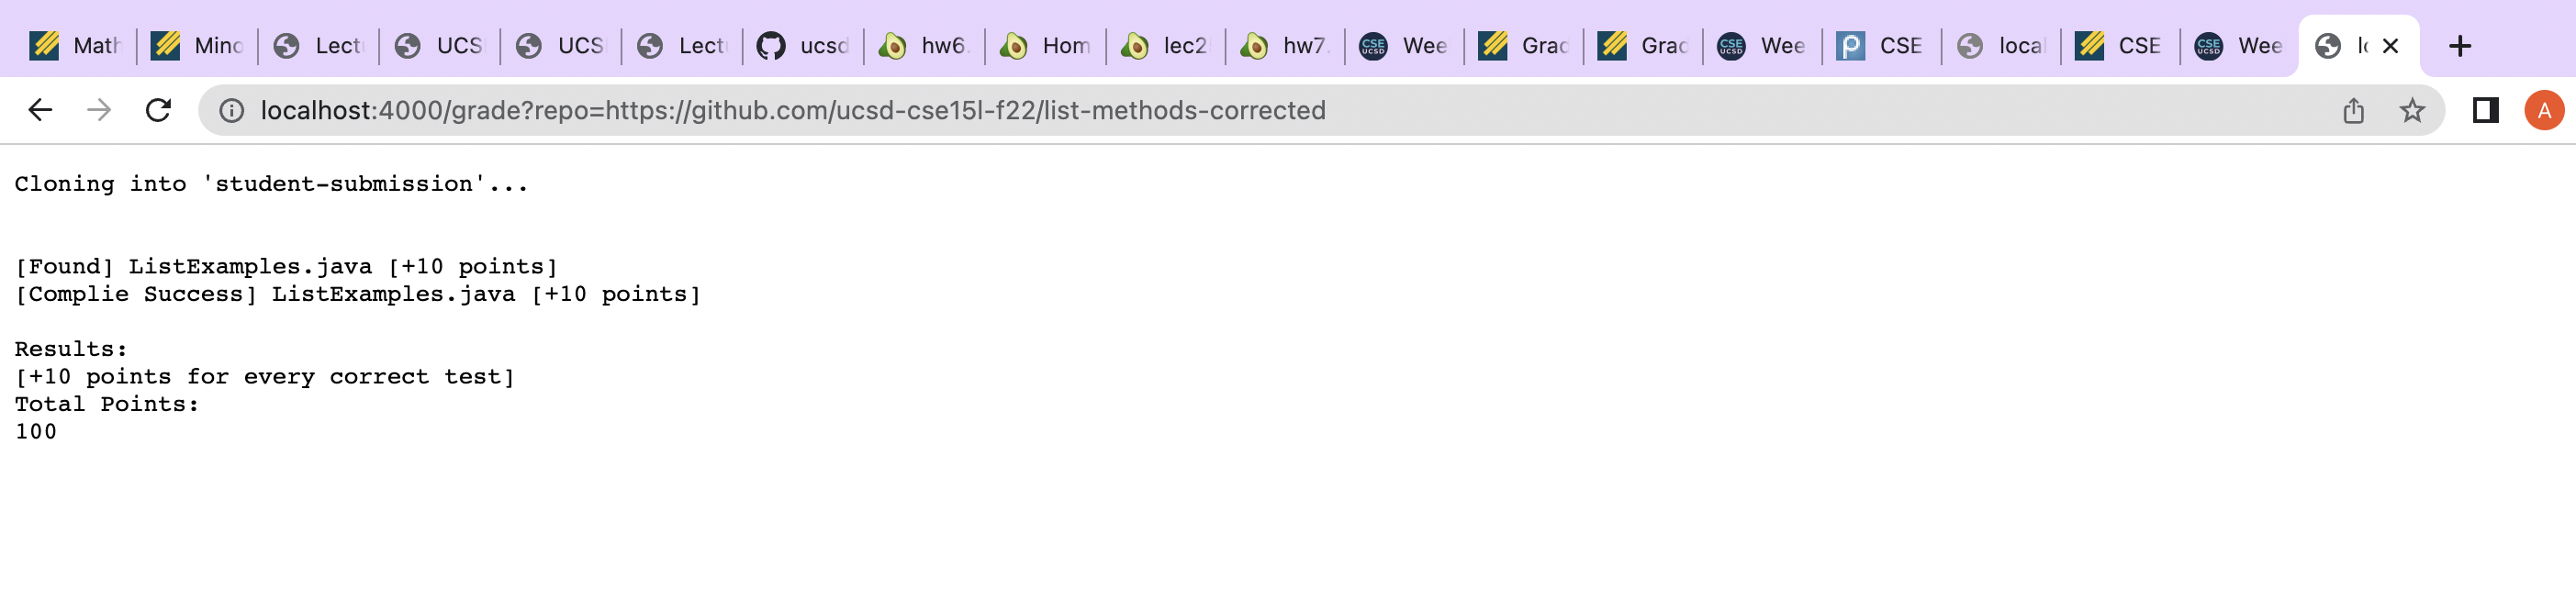 Math Mino Lect UCS UCS Lect ucsd hw6. Hom lec2 hw7. Wee Grad Grad Wee CSE local CSE Wee lo
localhost:4000/grade?repo=https://github.com/ucsd-cse15l-f22/list-methods-corrected A
Cloning into 'student-submission'...
[Found] ListExamples.java [+10 points]
[Complie Success] ListExamples.java [+10 points]
Results:
[+10 points for every correct test]
Total Points:
100